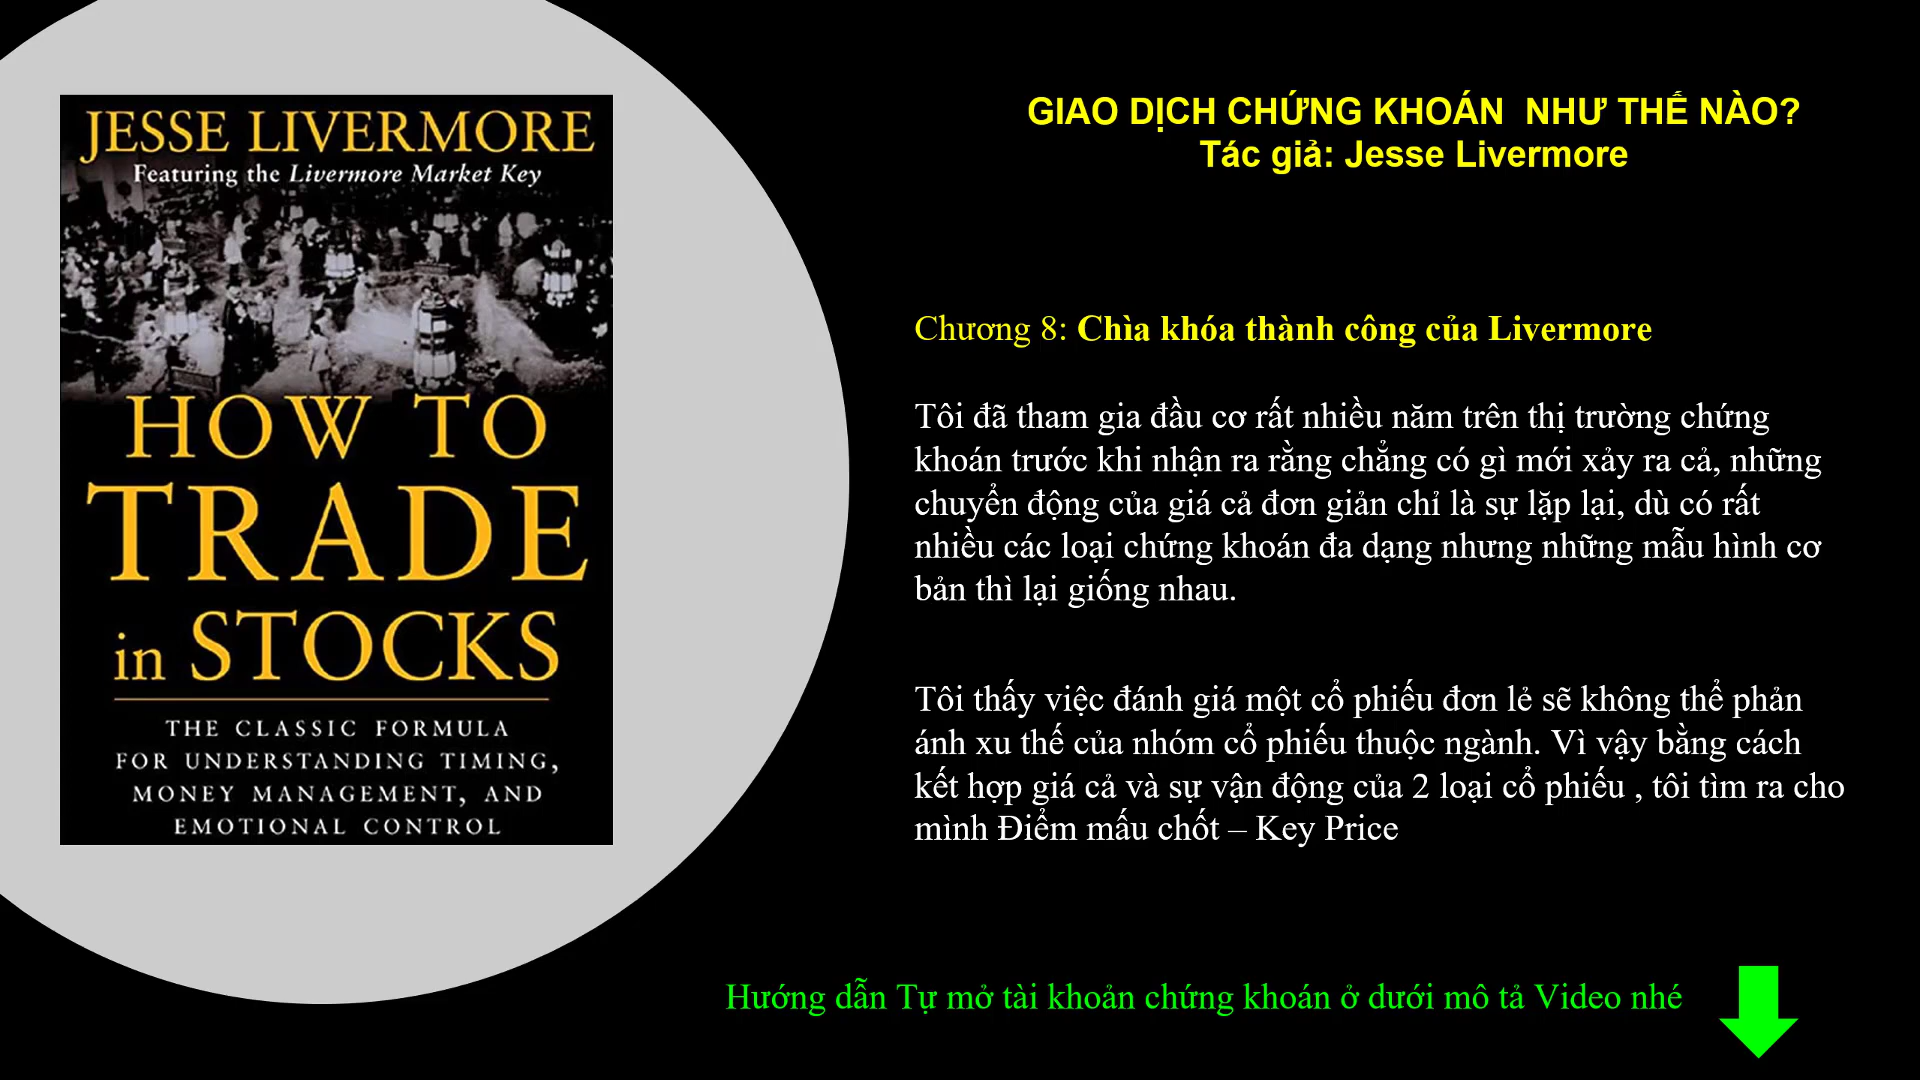 JESSE LIVERMORE
Featuring the Livermore Market Key
HOW TO
TRADE
in STOCKS
THE CLASSIC FORMULA
FOR UNDERSTANDING TIMING,
MONEY MANAGEMENT, AND
EMOTIONAL CONTROL
GIAO DỊCH CHỨNG KHOÁN  NHƯ THẾ NÀO?
Tác giả: Jesse Livermore
Chương 8: Chìa khóa thành công của Livermore
Tôi đã tham gia đầu cơ rất nhiều năm trên thị trường chứng
khoán trước khi nhận ra rằng chẳng có gì mới xảy ra cả, những
chuyển động của giá cả đơn giản chỉ là sự lặp lại, dù có rất
nhiều các loại chứng khoán đa dạng nhưng những mẫu hình cơ
bản thì lại giống nhau.
Tôi thấy việc đánh giá một cổ phiếu đơn lẻ sẽ không thể phản
ánh xu thế của nhóm cổ phiếu thuộc ngành. Vì vậy bằng cách
kết hợp giá cả và sự vận động của 2 loại cổ phiếu , tôi tìm ra cho
mình Điểm mấu chốt – Key Price
Hướng dẫn Tự mở tài khoản chứng khoán ở dưới mô tả Video nhé